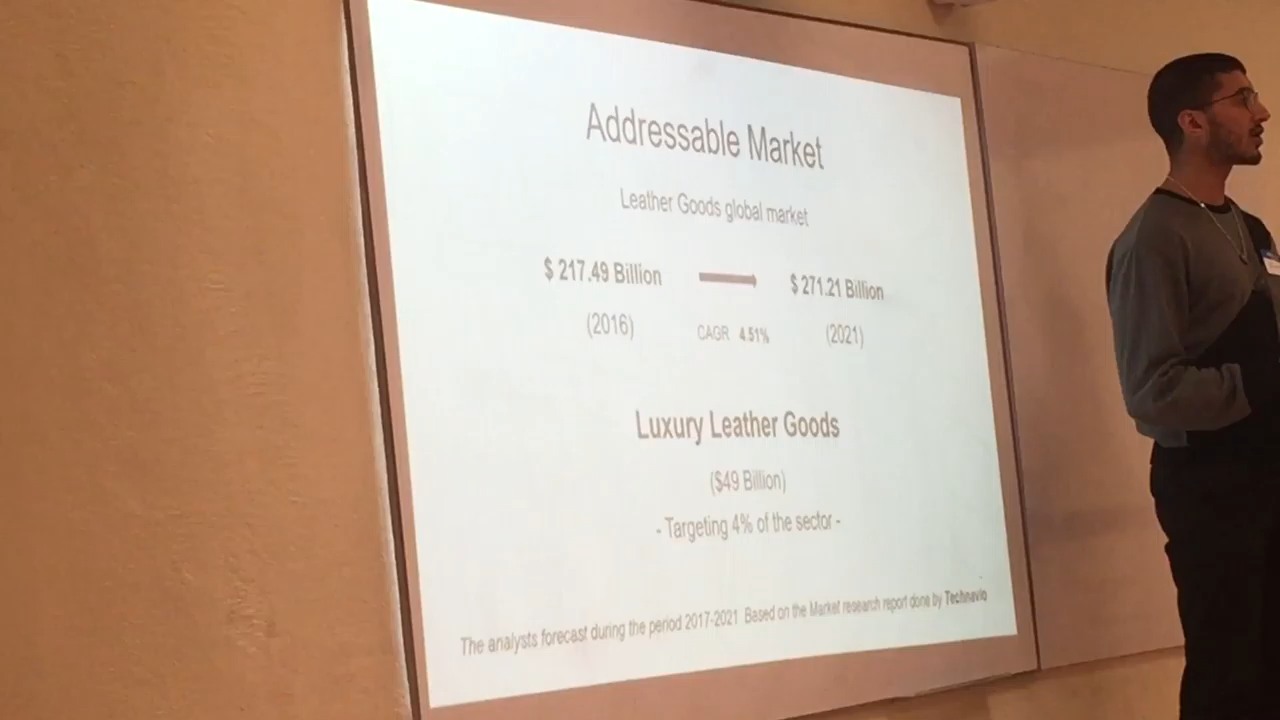 Addressable Market
Leather Goods global market
$ 217.49 Billion $ 271.21 Billion
(2016) CAGR 4.51% (2021)
Luxury Leather Goods
($49 Billion)
- Targeting 4% of the sector -
The analysts forecast during the period 2017-2021 Based on the Market research report done by Technavio